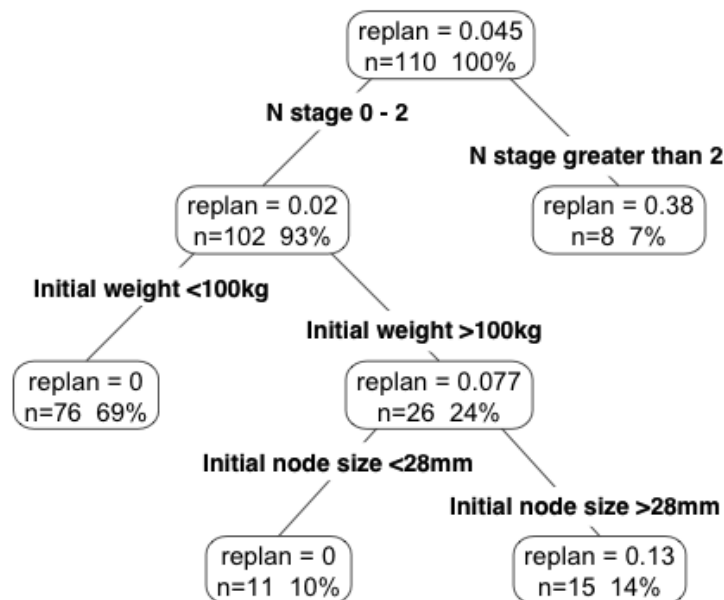 replan = 0.045
n=110 100%
N stage 0 - 2
N stage greater than 2
replan = 0.02
n=102 93%
replan = 0.38
n=8 7%
Initial weight <100kg
Initial weight >100kg
replan = 0
n=76 69%
replan = 0.077
n=26 24%
Initial node size <28mm
Initial node size >28mm
replan = 0
n=11 10%
replan = 0.13
n=15 14%